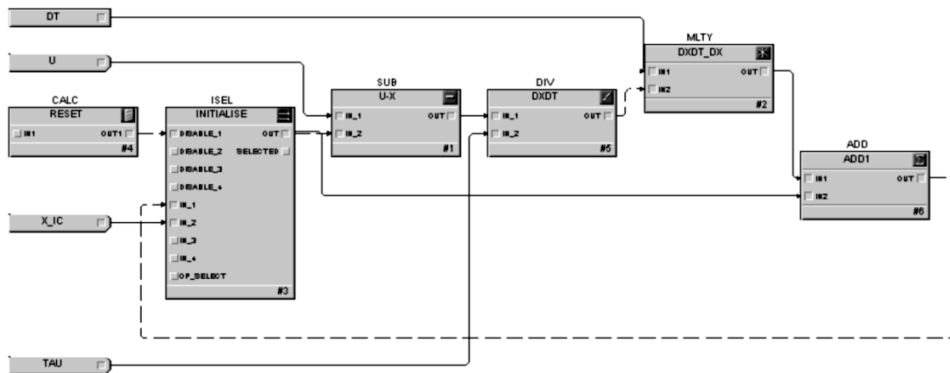 DT
U
CALC
RESET
IN1 OUT1
#4
ISEL
INITIALISE
DISABLE_1 OUT
DISABLE_2 SELECTED
DISABLE_3
DISABLE_4
IN_1
IN_2
IN_3
IN_4
OP_SELECT
#3
X_IC
TAU
SUB
U-X
IN_1 OUT
IN_2
#1
DIV
DXDT
IN_1 OUT
IN_2
#5
MLTY
DXDT_DX
IN1 OUT
IN2
#2
ADD
ADD1
IN1 OUT
IN2
#6